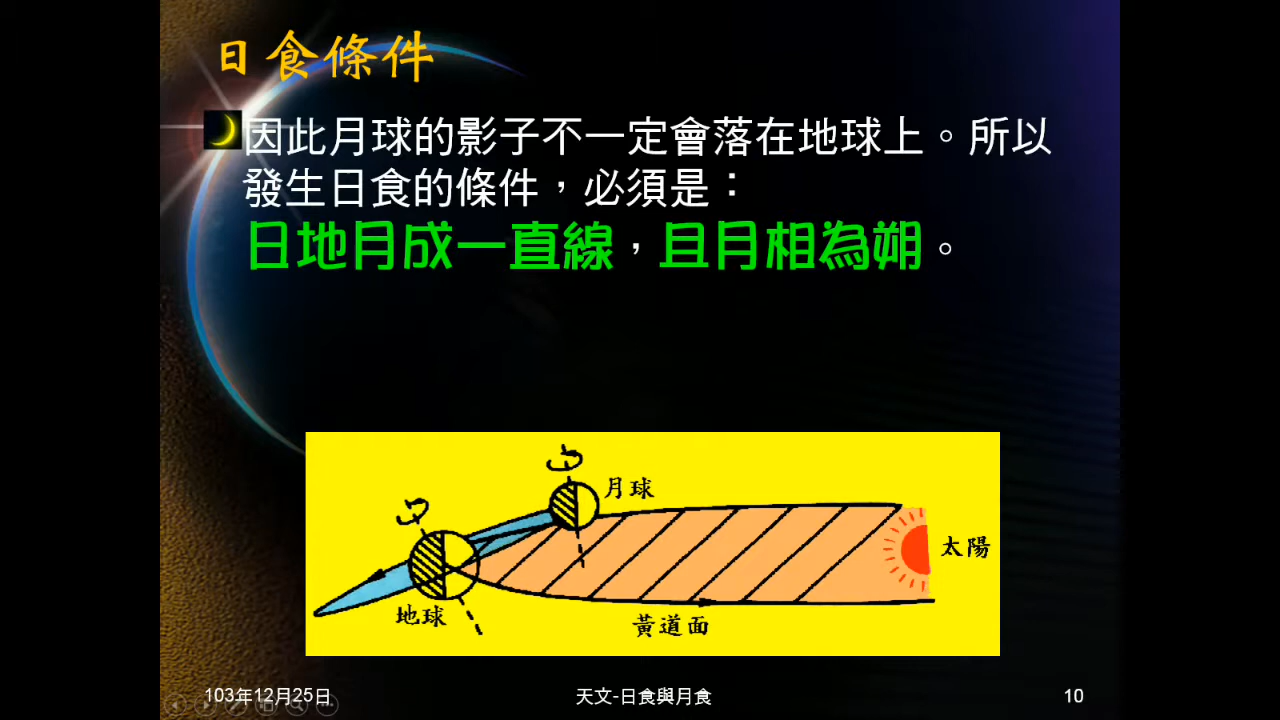 日食條件
因此月球的影子不一定會落在地球上。所以
發生日食的條件，必須是：
日地月成一直線，且月相為朔。
月球
太陽
地球
黃道面
103年12月25日
天文-日食與月食
10